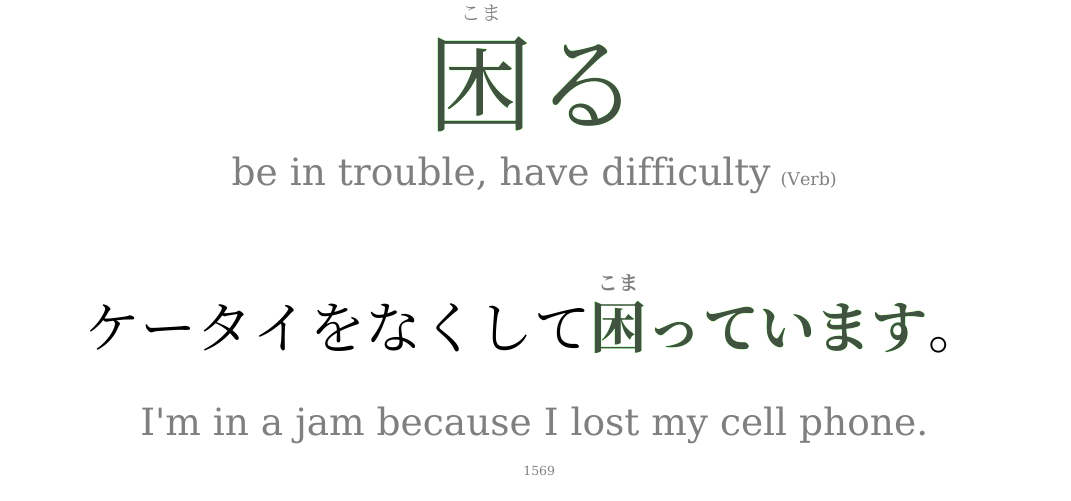 こま
困る
be in trouble, have difficulty (Verb)
こま
ケータイをなくして困っています。
I'm in a jam because I lost my cell phone.
1569